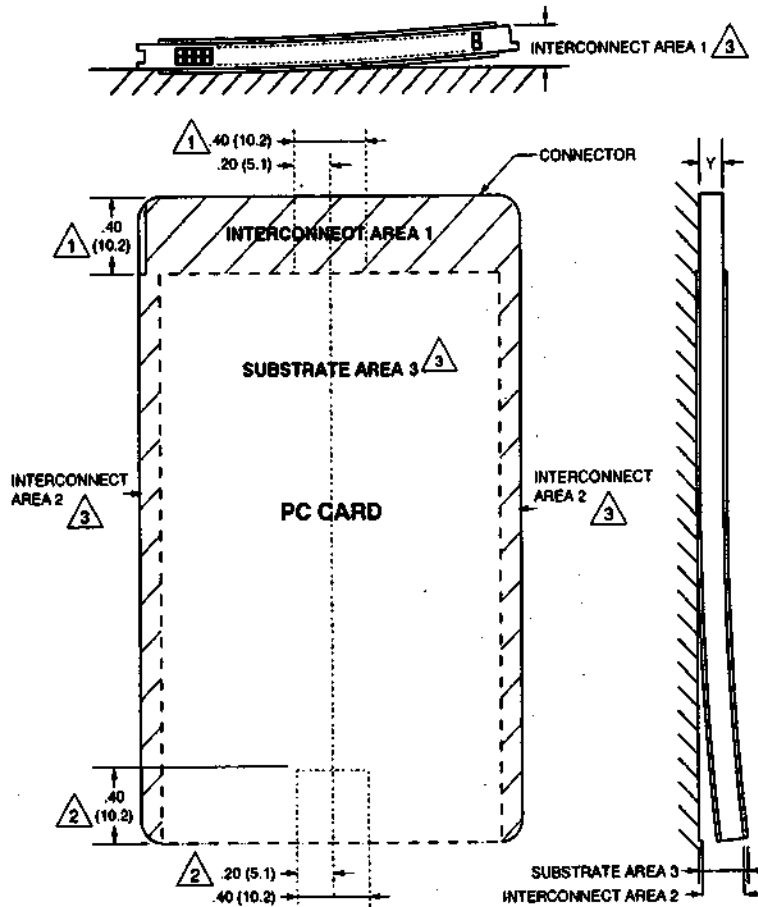 INTERCONNECT AREA 1 3
1 .40 (10.2)
.20 (5.1)
CONNECTOR
Y
1 .40
(10.2)
INTERCONNECT AREA 1
SUBSTRATE AREA 3 3
INTERCONNECT
AREA 2 3
INTERCONNECT
AREA 2 3
PC CARD
2 .40
(10.2)
2 .20 (5.1)
.40 (10.2)
SUBSTRATE AREA 3
INTERCONNECT AREA 2